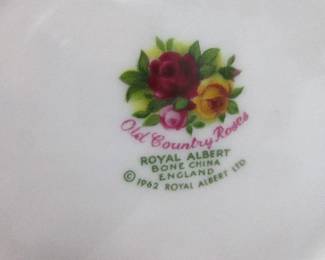 Old Country Roses
ROYAL ALBERT
BONE CHINA
ENGLAND
© 1962 ROYAL ALBERT LTD